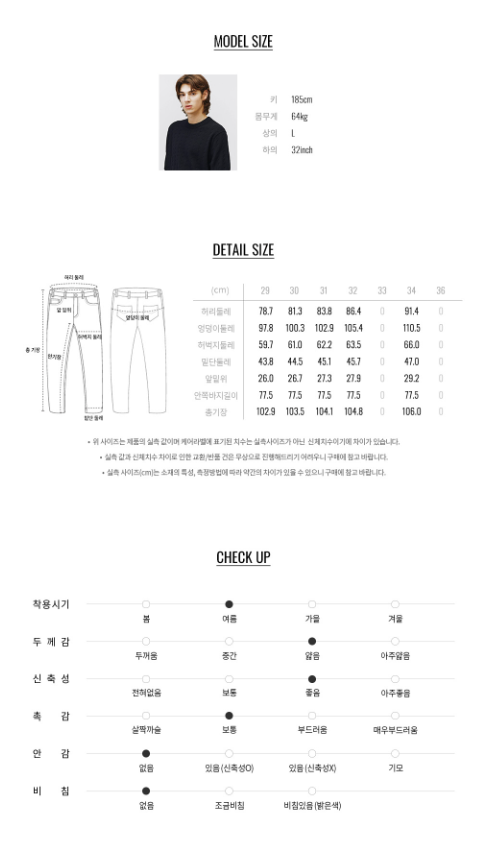 MODEL SIZE
키 185cm
몸무게 64kg
상의 L
하의 32inch
DETAIL SIZE
허리 둘레
앞 밑위
엉덩이 둘레
허벅지 둘레
총 기장
안기장
밑단 둘레
(cm) 29 30 31 32 33 34 36
허리둘레 78.7 81.3 83.8 86.4 0 91.4 0
엉덩이둘레 97.8 100.3 102.9 105.4 0 110.5 0
허벅지둘레 59.7 61.0 62.2 63.5 0 66.0 0
밑단둘레 43.8 44.5 45.1 45.7 0 47.0 0
앞밑위 26.0 26.7 27.3 27.9 0 29.2 0
안쪽바지길이 77.5 77.5 77.5 77.5 0 77.5 0
총기장 102.9 103.5 104.1 104.8 0 106.0 0
• 위 사이즈는 제품의 실측 값이며 케어라벨에 표기된 치수는 실측사이즈가 아닌 신체치수이기에 차이가 있습니다.
• 실측 값과 신체치수 차이로 인한 교환/반품 건은 무상으로 진행해드리기 어려우니 구매에 참고 바랍니다.
• 실측 사이즈(cm)는 소재의 특성, 측정방법에 따라 약간의 차이가 있을 수 있으니 구매에 참고 바랍니다.
CHECK UP
착용시기 봄 여름 가을 겨울
두께감 두꺼움 중간 얇음 아주얇음
신축성 전혀없음 보통 좋음 아주좋음
촉감 살짝까슬 보통 부드러움 매우부드러움
안감 없음 있음(신축성O) 있음(신축성X) 기모
비침 없음 조금비침 비침있음(밝은색)